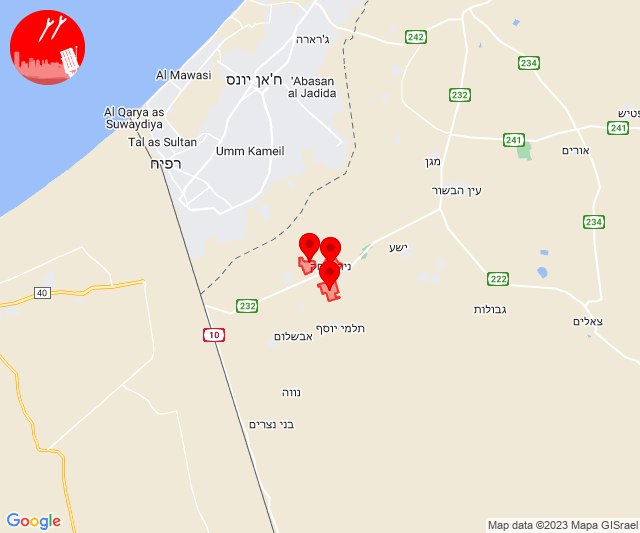 ג'רארה
242
Al Mawasi
ח'אן יונס
'Abasan
al Jadida
232
Al Qarya as
Suwaydiya
פטיש
241
241
Tal as Sultan
Umm Kameil
אורים
רפיח
מגן
עין הבשור
234
ישע
222
40
232
גבולות
צאלים
10
תלמי יוסף
אבשלום
נווה
בני נצרים
Google
Map data ©2023 Mapa GISrael